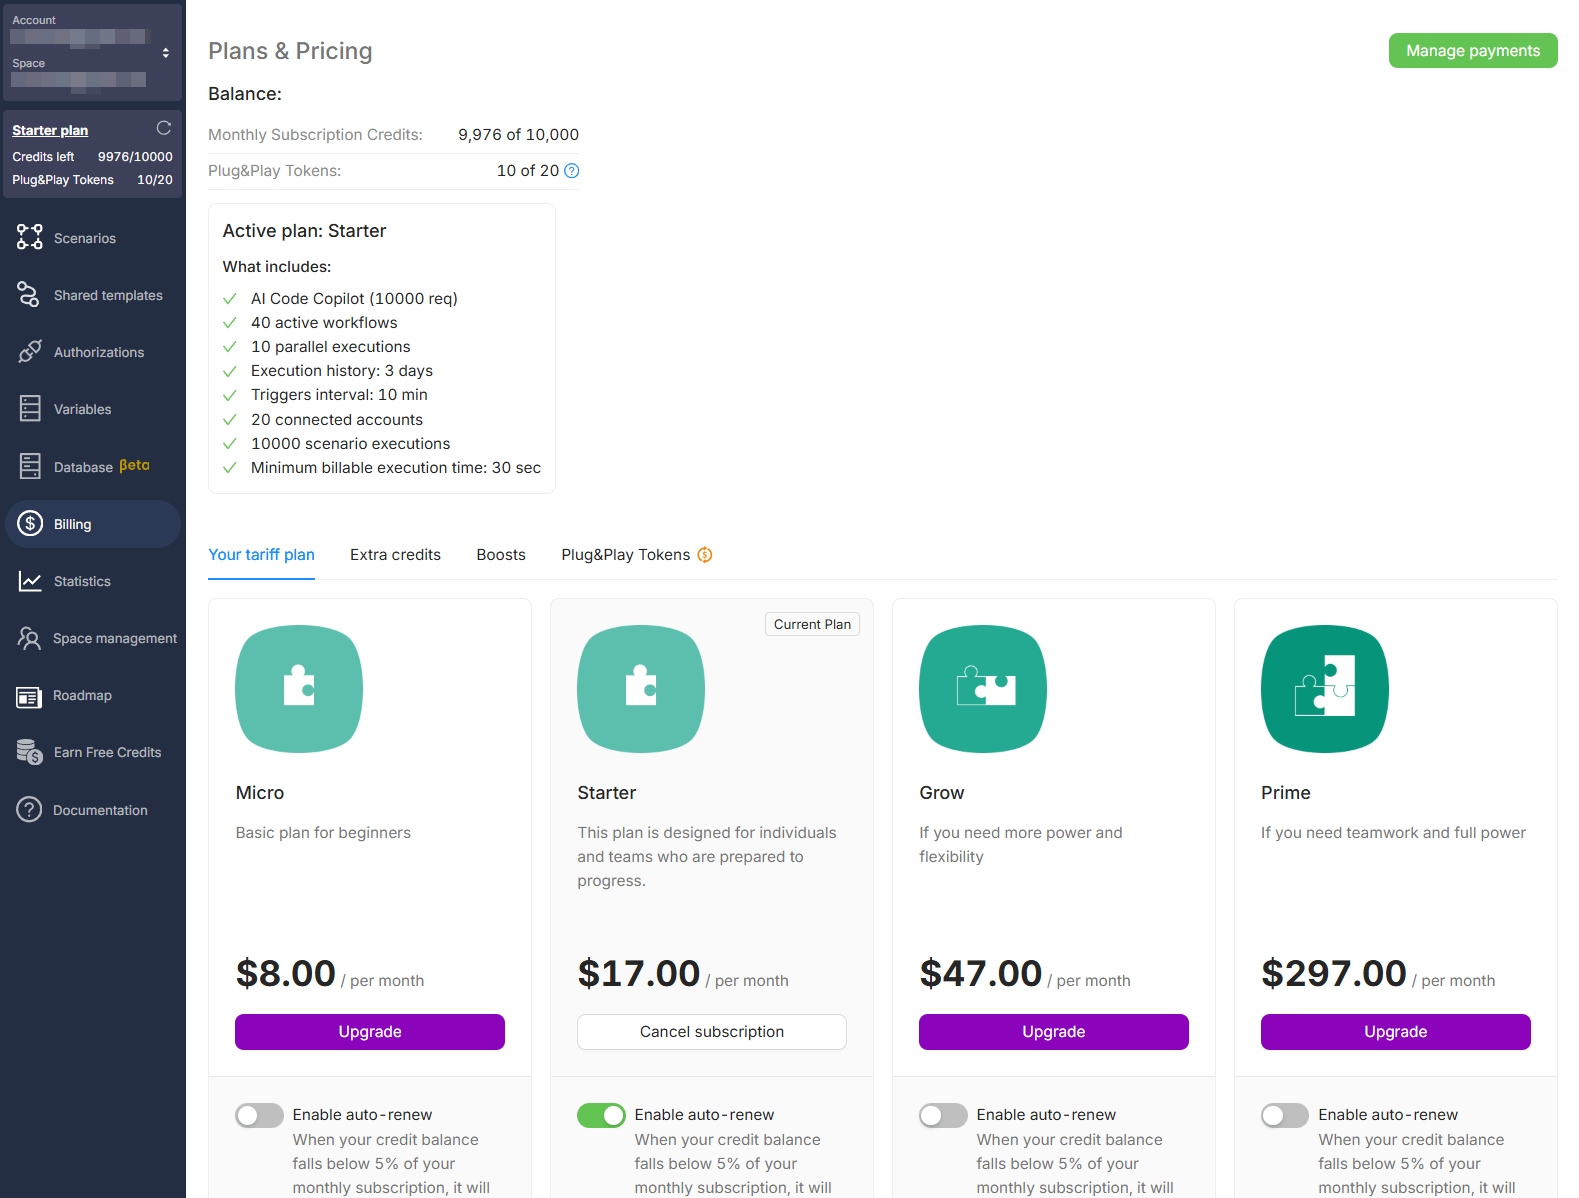 Account
Space
Starter plan
Credits left 9976/10000
Plug&Play Tokens 10/20
Scenarios
Shared templates
Authorizations
Variables
Database βeta
Billing
Statistics
Space management
Roadmap
Earn Free Credits
Documentation
Plans & Pricing
Manage payments
Balance:
Monthly Subscription Credits: 9,976 of 10,000
Plug&Play Tokens: 10 of 20
Active plan: Starter
What includes:
AI Code Copilot (10000 req)
40 active workflows
10 parallel executions
Execution history: 3 days
Triggers interval: 10 min
20 connected accounts
10000 scenario executions
Minimum billable execution time: 30 sec
Your tariff plan Extra credits Boosts Plug&Play Tokens
Micro
Basic plan for beginners
$8.00 / per month
Upgrade
Enable auto-renew
When your credit balance
falls below 5% of your
monthly subscription, it will
Current Plan
Starter
This plan is designed for individuals
and teams who are prepared to
progress.
$17.00 / per month
Cancel subscription
Enable auto-renew
When your credit balance
falls below 5% of your
monthly subscription, it will
Grow
If you need more power and
flexibility
$47.00 / per month
Upgrade
Enable auto-renew
When your credit balance
falls below 5% of your
monthly subscription, it will
Prime
If you need teamwork and full power
$297.00 / per month
Upgrade
Enable auto-renew
When your credit balance
falls below 5% of your
monthly subscription, it will